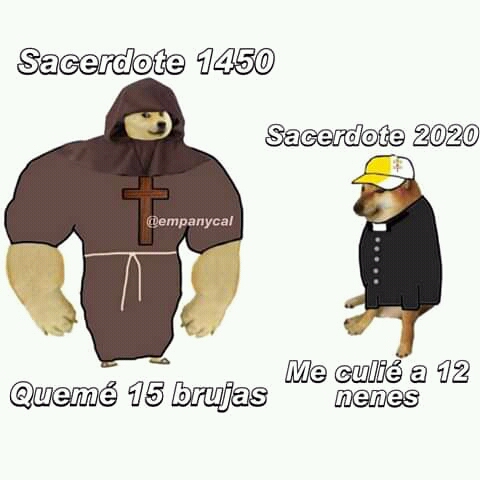 Sacerdote 1450
Sacerdote 2020
@empanycal
Quemé 15 brujas
Me culié a 12
nenes